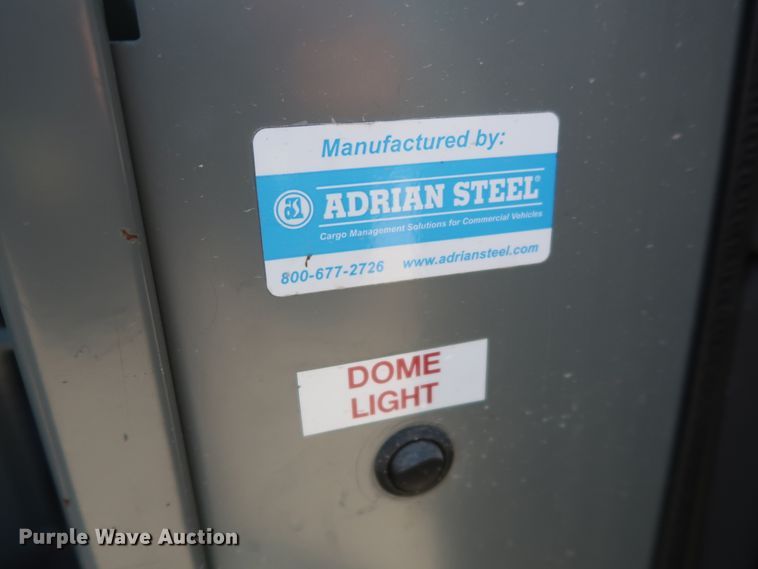 Manufactured by:
ADRIAN STEEL®
Cargo Management Solutions for Commercial Vehicles
800-677-2726 www.adriansteel.com
DOME
LIGHT
Purple Wave Auction